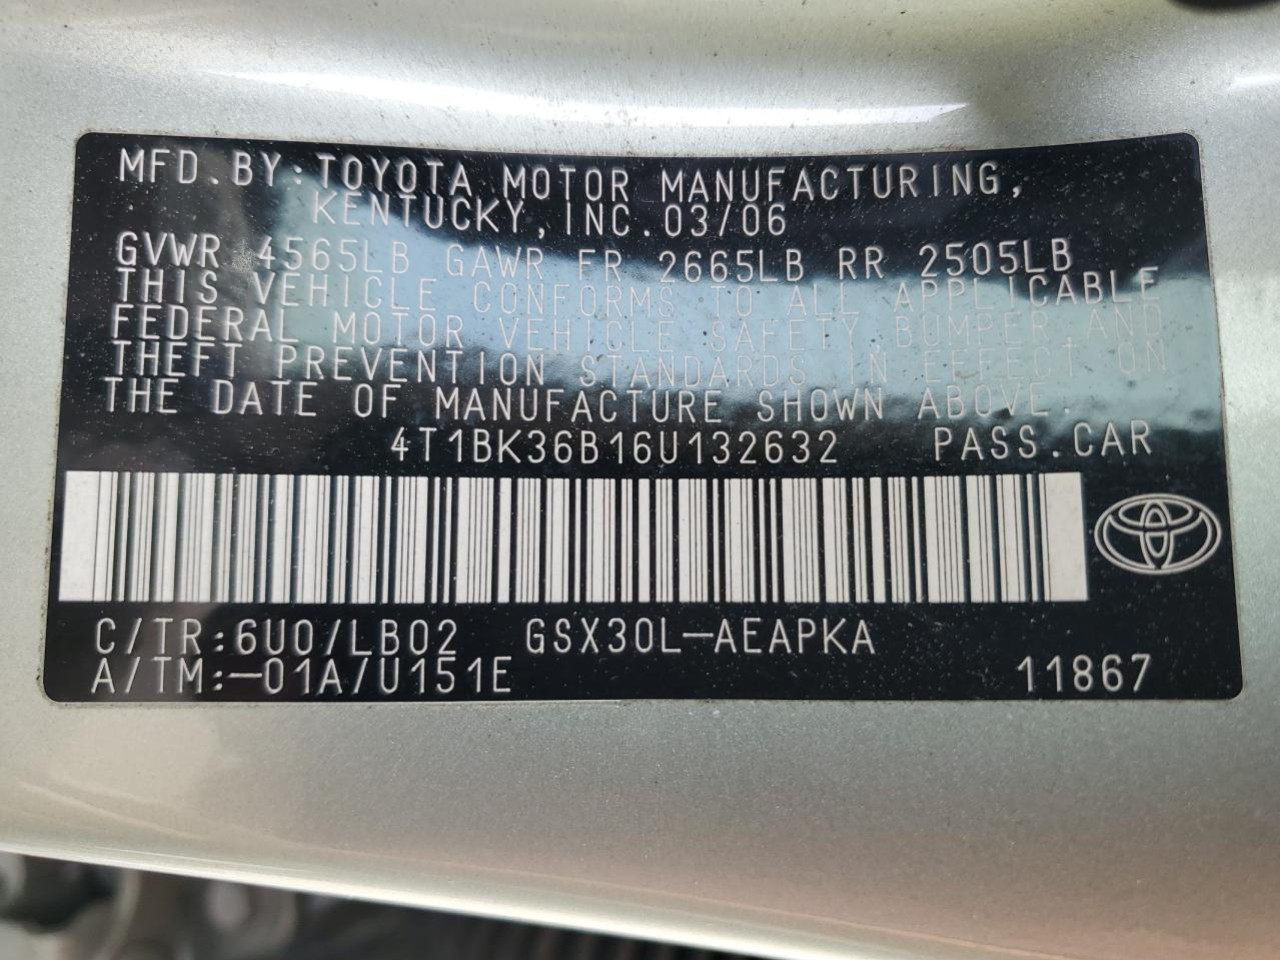 MFD.BY:TOYOTA MOTOR MANUFACTURING,
KENTUCKY,INC.03/06
GVWR 4565LB GAWR FR 2665LB RR 2505LB
THIS VEHICLE CONFORMS TO ALL APPLICABLE
FEDERAL MOTOR VEHICLE SAFETY,BUMPER AND
THEFT PREVENTION STANDARDS IN EFFECT ON
THE DATE OF MANUFACTURE SHOWN ABOVE.
4T1BK36B16U132632 PASS.CAR
C/TR:6U0/LB02 GSX30L-AEAPKA
A/TM:-01A/U151E 11867